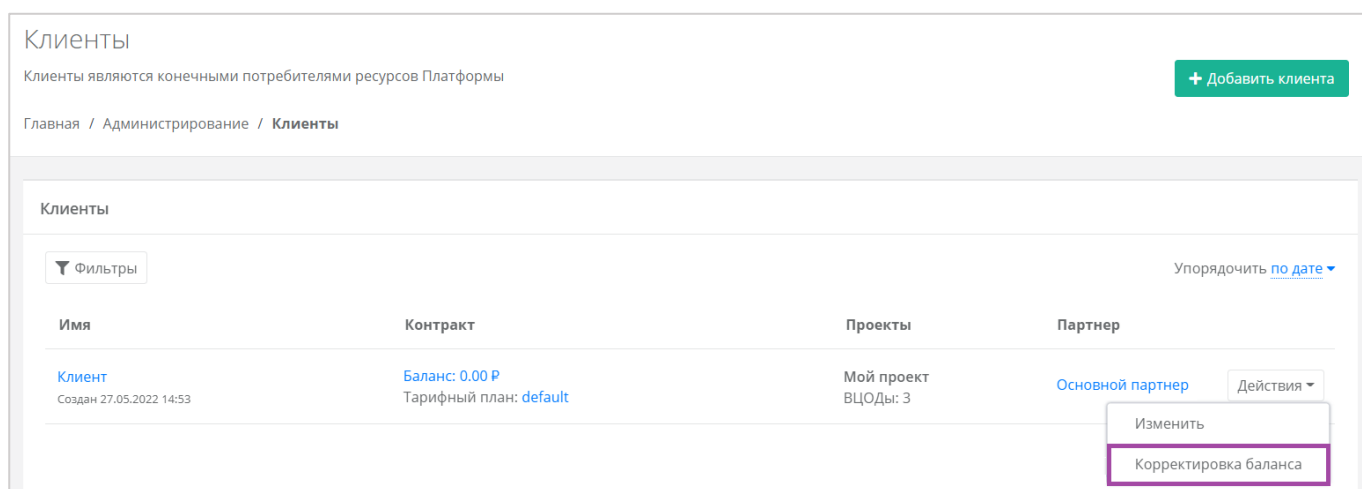 Клиенты
Клиенты являются конечными потребителями ресурсов Платформы
Добавить клиента
Главная / Администрирование / Клиенты
Клиенты
Фильтры
Упорядочить по дате
Имя Контракт Проекты Партнер
Клиент Баланс: 0.00 ₽ Мой проект Основной партнер Действия
Создан 27.05.2022 14:53 Тарифный план: default ВЦОДы: 3
Изменить
Корректировка баланса